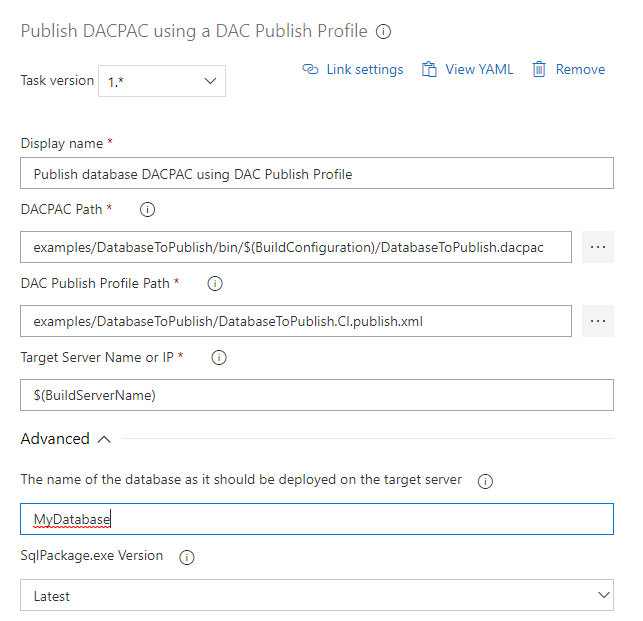 Publish DACPAC using a DAC Publish Profile
Task version 1.*
Link settings View YAML Remove
Display name *
Publish database DACPAC using DAC Publish Profile
DACPAC Path *
examples/DatabaseToPublish/bin/$(BuildConfiguration)/DatabaseToPublish.dacpac
DAC Publish Profile Path *
examples/DatabaseToPublish/DatabaseToPublish.CI.publish.xml
Target Server Name or IP *
$(BuildServerName)
Advanced
The name of the database as it should be deployed on the target server
MyDatabase
SqlPackage.exe Version
Latest